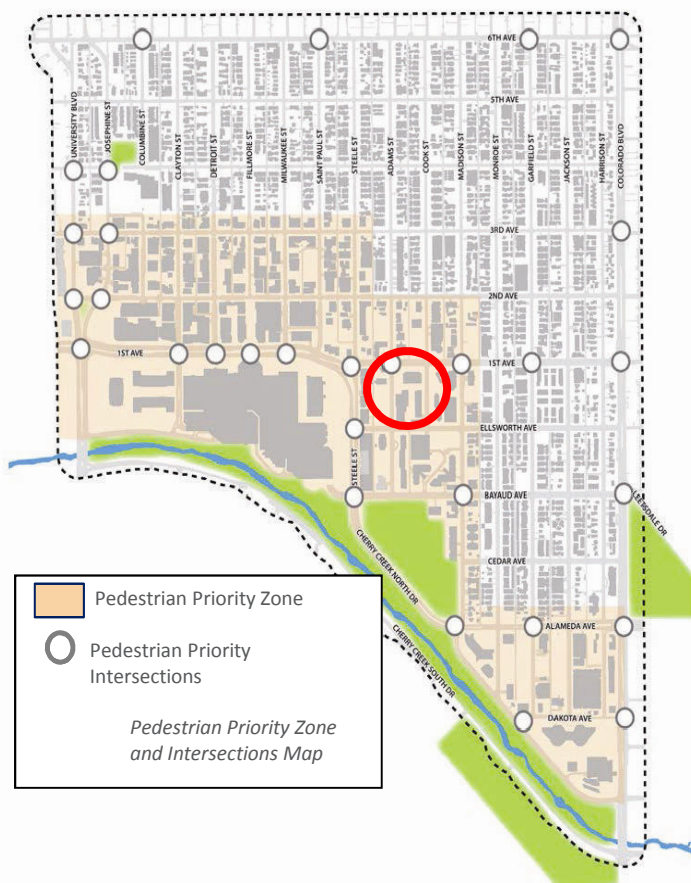 6TH AVE
5TH AVE
UNIVERSITY BLVD
JOSEPHINE ST
COLUMBINE ST
CLAYTON ST
DETROIT ST
FILLMORE ST
MILWAUKEE ST
SAINT PAUL ST
STEELE ST
ADAMS ST
COOK ST
MADISON ST
MONROE ST
GARFIELD ST
JACKSON ST
HARRISON ST
COLORADO BLVD
3RD AVE
2ND AVE
1ST AVE
1ST AVE
ELLSWORTH AVE
STEELE ST
BAYAUD AVE
LEETSDALE DR
CEDAR AVE
CHERRY CREEK NORTH DR
CHERRY CREEK SOUTH DR
ALAMEDA AVE
DAKOTA AVE
Pedestrian Priority Zone
Pedestrian Priority
Intersections
Pedestrian Priority Zone
and Intersections Map